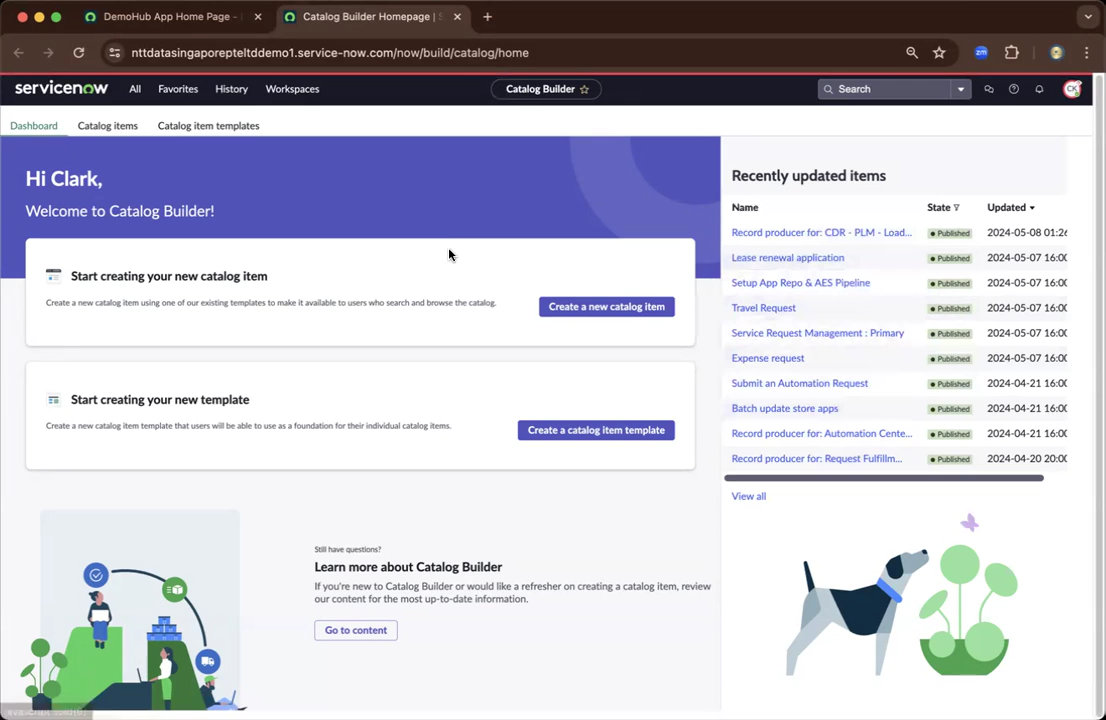 DemoHub App Home Page -
Catalog Builder Homepage | S
nttdatasingaporepteltddemo1.service-now.com/now/build/catalog/home
zm
servicenow
All
Favorites
History
Workspaces
Catalog Builder
Search
CK
Dashboard
Catalog items
Catalog item templates
Hi Clark,
Welcome to Catalog Builder!
Start creating your new catalog item
Create a new catalog item using one of our existing templates to make it available to users who search and browse the catalog.
Create a new catalog item
Start creating your new template
Create a new catalog item template that users will be able to use as a foundation for their individual catalog items.
Create a catalog item template
Still have questions?
Learn more about Catalog Builder
If you're new to Catalog Builder or would like a refresher on creating a catalog item, review
our content for the most up-to-date information.
Go to content
Recently updated items
Name State Updated
Record producer for: CDR - PLM - Load... Published 2024-05-08 01:26
Lease renewal application Published 2024-05-07 16:00
Setup App Repo & AES Pipeline Published 2024-05-07 16:00
Travel Request Published 2024-05-07 16:00
Service Request Management : Primary Published 2024-05-07 16:00
Expense request Published 2024-05-07 16:00
Submit an Automation Request Published 2024-04-21 16:00
Batch update store apps Published 2024-04-21 16:00
Record producer for: Automation Cente... Published 2024-04-21 16:00
Record producer for: Request Fulfillm... Published 2024-04-20 20:00
View all